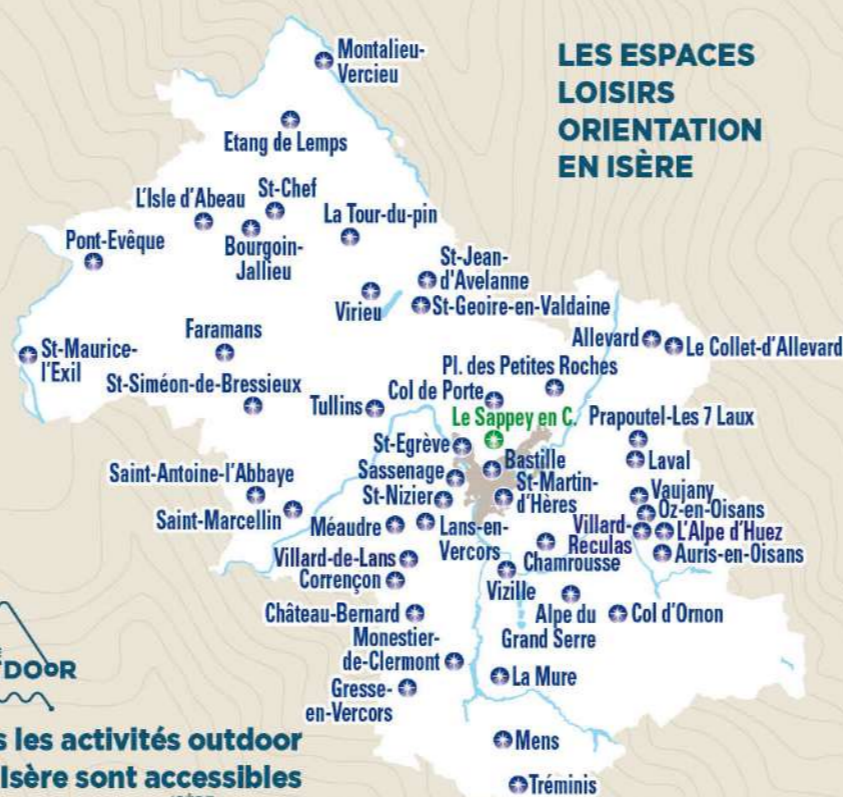 LES ESPACES
LOISIRS
ORIENTATION
EN ISÈRE
Montalieu-
Vercieu
Etang de Lemps
L'Isle d'Abeau
St-Chef
Bourgoin-
Jallieu
La Tour-du-pin
Pont-Evêque
St-Jean-
d'Avelanne
Virieu
St-Geoire-en-Valdaine
Faramans
St-Maurice-
l'Exil
Allevard
Le Collet-d'Allevard
St-Siméon-de-Bressieux
Tullins
Pl. des Petites Roches
Col de Porte
Le Sappey en C.
Prapoutel-Les 7 Laux
St-Egrève
Bastille
Laval
Sassenage
St-Martin-
d'Hères
Saint-Antoine-l'Abbaye
St-Nizier
Vaujany
Oz-en-Oisans
Saint-Marcellin
Méaudre
Lans-en-
Vercors
Villard-
Reculas
L'Alpe d'Huez
Auris-en-Oisans
Chamrousse
Villard-de-Lans
Corrençon
Vizille
Château-Bernard
Alpe du
Grand Serre
Col d'Ornon
Monestier-
de-Clermont
La Mure
Gresse-
en-Vercors
Mens
Tréminis
DOOR
les activités outdoor
Isère sont accessibles